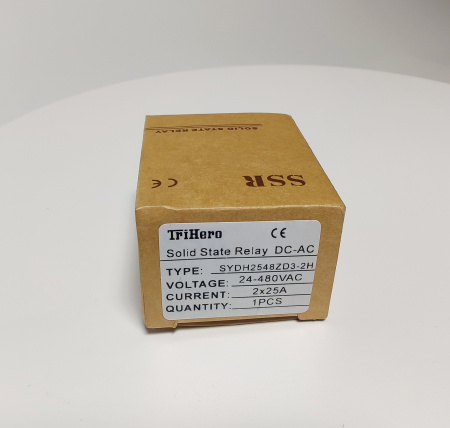 SOLID STATE RELAY
SSR
CE
TriHero CE
Solid State Relay DC-AC
TYPE: SYDH2548ZD3-2H
VOLTAGE: 24-480VAC
CURRENT: 2x25A
QUANTITY: 1PCS